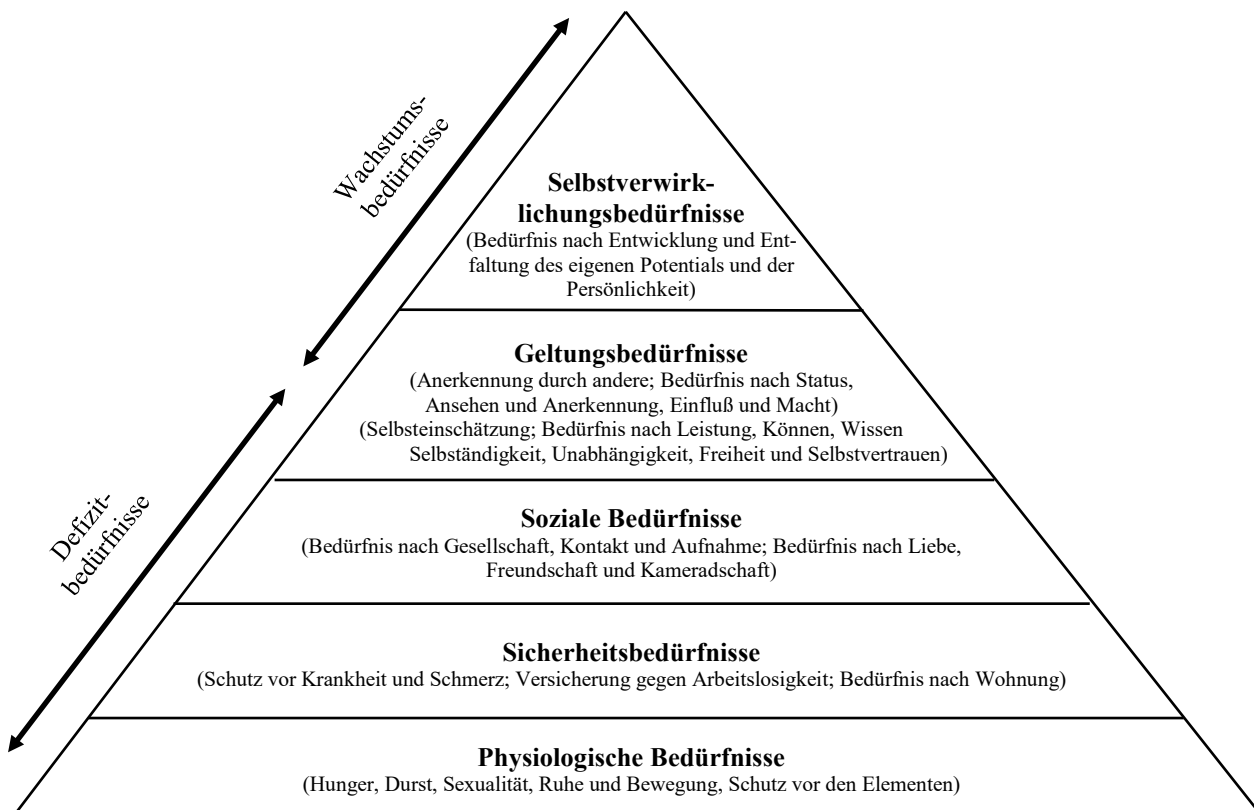 Wachstums-
bedürfnisse
Selbstverwirk-
lichungsbedürfnisse
(Bedürfnis nach Entwicklung und Ent-
faltung des eigenen Potentials und der
Persönlichkeit)
Geltungsbedürfnisse
(Anerkennung durch andere; Bedürfnis nach Status,
Ansehen und Anerkennung, Einfluß und Macht)
(Selbsteinschätzung; Bedürfnis nach Leistung, Können, Wissen
Selbständigkeit, Unabhängigkeit, Freiheit und Selbstvertrauen)
Defizit-
bedürfnisse
Soziale Bedürfnisse
(Bedürfnis nach Gesellschaft, Kontakt und Aufnahme; Bedürfnis nach Liebe,
Freundschaft und Kameradschaft)
Sicherheitsbedürfnisse
(Schutz vor Krankheit und Schmerz; Versicherung gegen Arbeitslosigkeit; Bedürfnis nach Wohnung)
Physiologische Bedürfnisse
(Hunger, Durst, Sexualität, Ruhe und Bewegung, Schutz vor den Elementen)